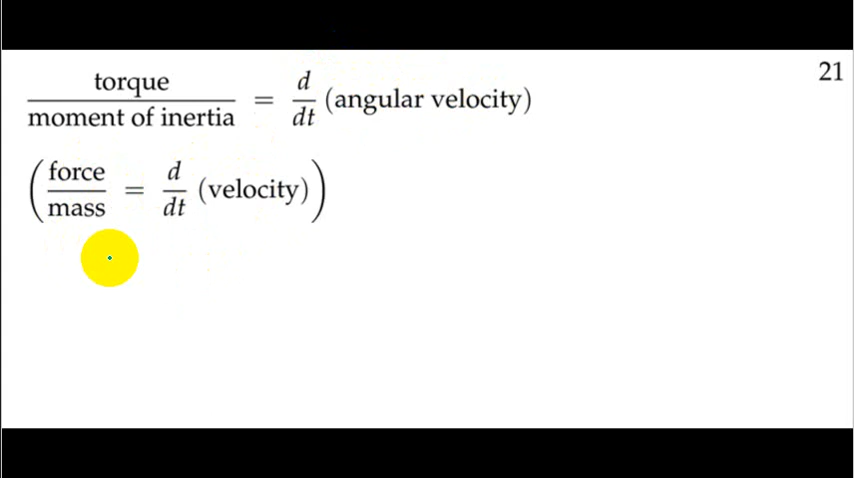 21
torque / moment of inertia = d/dt (angular velocity)
(force / mass = d/dt (velocity))